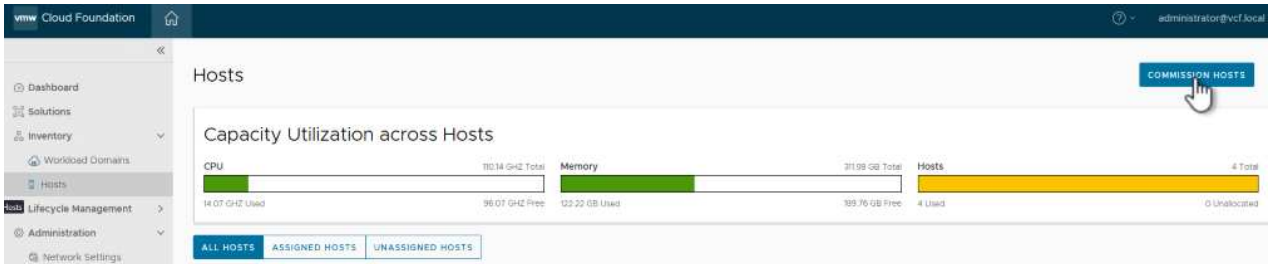 vmw Cloud Foundation
administrator@vcf.local
Dashboard
Solutions
Inventory
Workload Domains
Hosts
Hosts Lifecycle Management
Administration
Network Settings
Hosts
COMMISSION HOSTS
Capacity Utilization across Hosts
CPU 110.14 GHZ Total
14.07 GHZ Used 96.07 GHZ Free
Memory 311.98 GB Total
122.22 GB Used 189.76 GB Free
Hosts 4 Total
4 Used 0 Unallocated
ALL HOSTS ASSIGNED HOSTS UNASSIGNED HOSTS